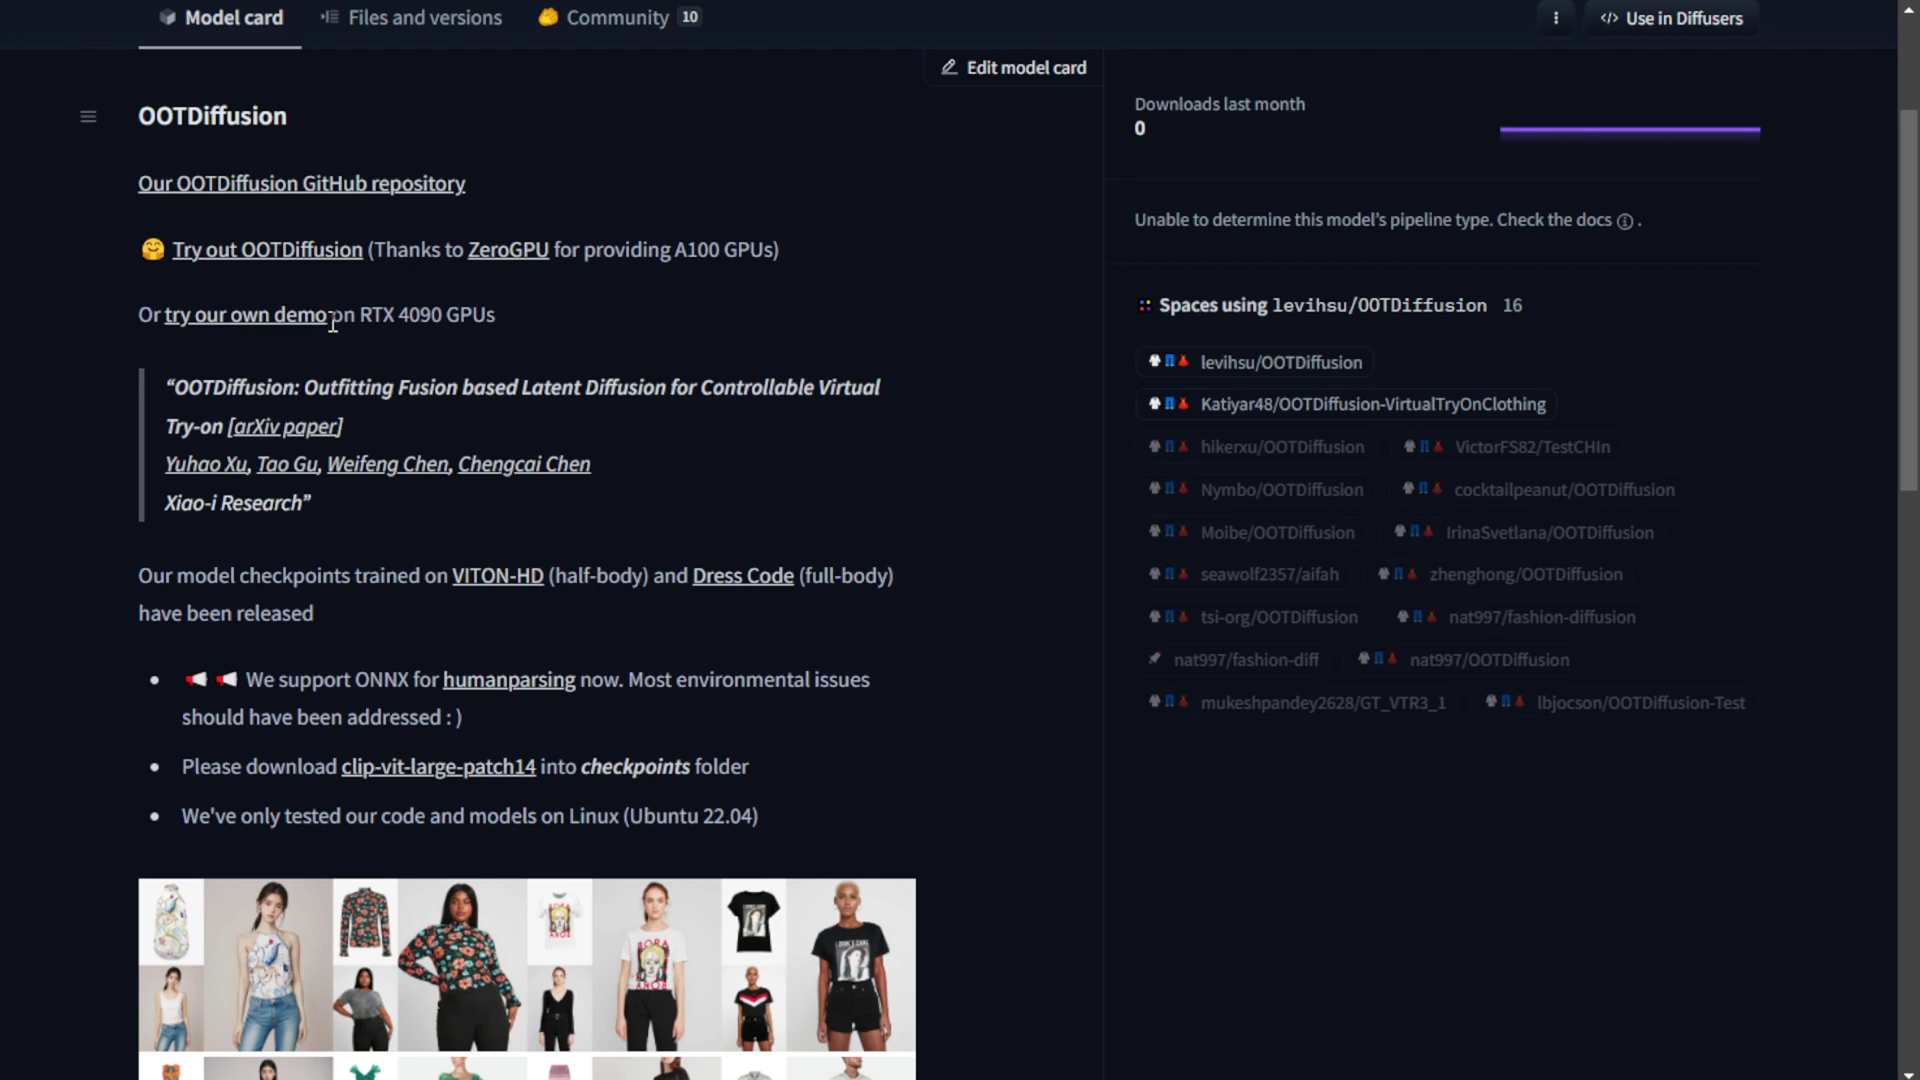 Model card
Files and versions
Community 10
Use in Diffusers
Edit model card
OOTDiffusion
Our OOTDiffusion GitHub repository
🤗 Try out OOTDiffusion (Thanks to ZeroGPU for providing A100 GPUs)
Or try our own demo on RTX 4090 GPUs
“OOTDiffusion: Outfitting Fusion based Latent Diffusion for Controllable Virtual
Try-on [arXiv paper]
Yuhao Xu, Tao Gu, Weifeng Chen, Chengcai Chen
Xiao-i Research”
Our model checkpoints trained on VITON-HD (half-body) and Dress Code (full-body)
have been released
We support ONNX for humanparsing now. Most environmental issues
should have been addressed : )
Please download clip-vit-large-patch14 into checkpoints folder
We've only tested our code and models on Linux (Ubuntu 22.04)
Downloads last month
0
Unable to determine this model's pipeline type. Check the docs .
Spaces using levihsu/OOTDiffusion 16
levihsu/OOTDiffusion
Katiyar48/OOTDiffusion-VirtualTryOnClothing
hikerxu/OOTDiffusion VictorFS82/TestCHIn
Nymbo/OOTDiffusion cocktailpeanut/OOTDiffusion
Moibe/OOTDiffusion IrinaSvetlana/OOTDiffusion
seawolf2357/aifah zhenghong/OOTDiffusion
tsi-org/OOTDiffusion nat997/fashion-diffusion
nat997/fashion-diff nat997/OOTDiffusion
mukeshpandey2628/GT_VTR3_1 lbjocson/OOTDiffusion-Test